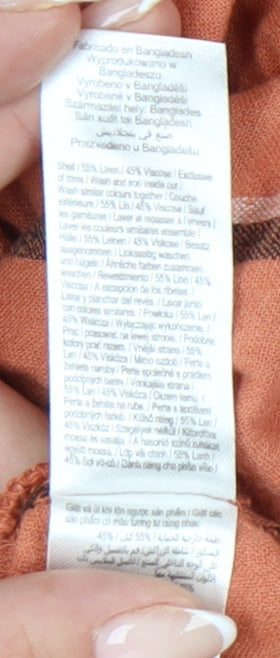 Fabricado en Bangladesh
Wyprodukowano w
Bangladeszu.
Vyrobeno v Bangladéši
Vyrobené v Bangladéši
Származási hely: Banglades
Sản xuất tại Bangladesh
صنع في بنجلاديش
Proizvedeno u Bangladešu
Shell / 55% Linen / 45% Viscose / Exclusive
of trims / Wash and iron inside out /
Wash similar colours together / Couche
extérieure / 55% Lin / 45% Viscose / Sauf
les garnitures / Laver et repasser à l'envers /
Laver les couleurs similaires ensemble /
Hülle / 55% Leinen / 45% Viskose / Besatz
ausgenommen / Linksseitig waschen
und bügeln / Ähnliche farben zusammen
waschen / Revestimiento / 55% Lino / 45%
Viscosa / A excepción de los ribetes. /
Lavar y planchar del revés. / Lavar junto
con colores similares. / Powłoka / 55% Len /
45% Wiskoza / Wyłączając wykończenie. /
Prać i prasować na lewej stronie. / Podobne
kolory prać razem. / Vnější strana / 55%
Len / 45% Viskóza / Mimo ozdob / Perte a
žehlete naruby / Perte společně s prádlem
podobných barev / Vonkajšia strana /
55% Ľan / 45% Viskóza / Okrem lemu /
Perte a žehlite na rube. / Perte s textíliami
podobných farieb. / Külső réteg / 55%
Len / 45% Viszkóz / Szegélyek nélkül / Kifordítva
mossa és vasalja. / A hasonló színű ruhákat
együtt mossa. / Lớp vải chính / 55% Lanh /
45% Sợi vit-cô / Dành riêng cho phần viền /
Giặt và ủi khi lộn ngược sản phẩm / Giặt các
sản phẩm có màu tương tự cùng nhau